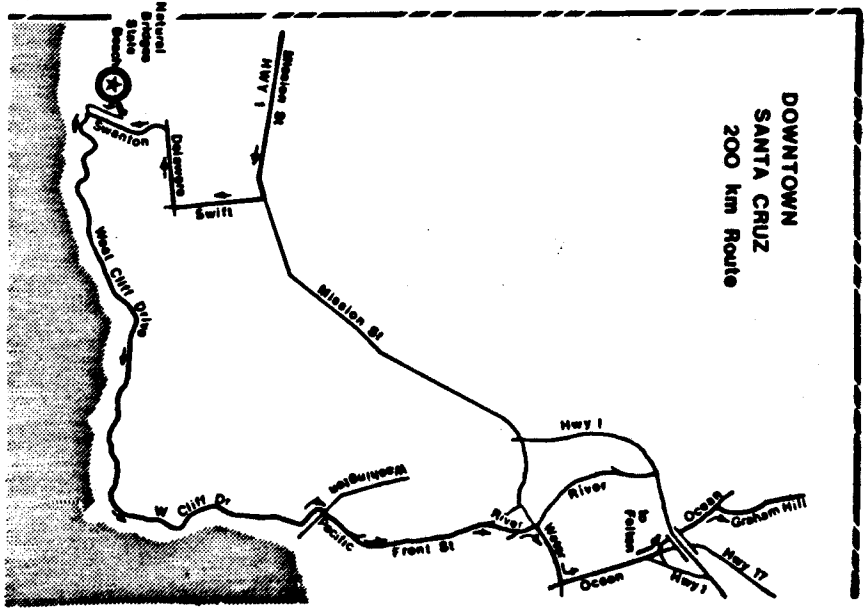 DOWNTOWN
SANTA CRUZ
200 km Route
Natural
Bridges
State
Beach
Mission St
HWY 1
Swanton
Delaware
Swift
Mission St
West Cliff Drive
W Cliff Dr
Washington
Pacific
Front St
River
Water
River
Hwy 1
to
Felton
Ocean
Graham Hill
Ocean
Hwy 1
Hwy 17